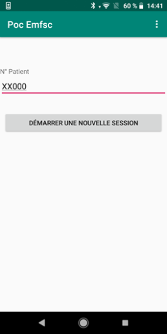 60 % 14:41
Poc Emfsc
N° Patient
XX000
DÉMARRER UNE NOUVELLE SESSION